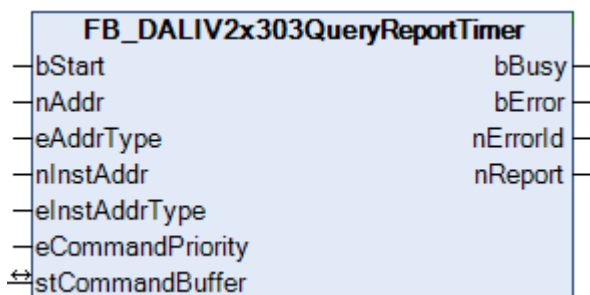 FB_DALIV2x303QueryReportTimer
bStart bBusy
nAddr bError
eAddrType nErrorId
nInstAddr nReport
eInstAddrType
eCommandPriority
stCommandBuffer